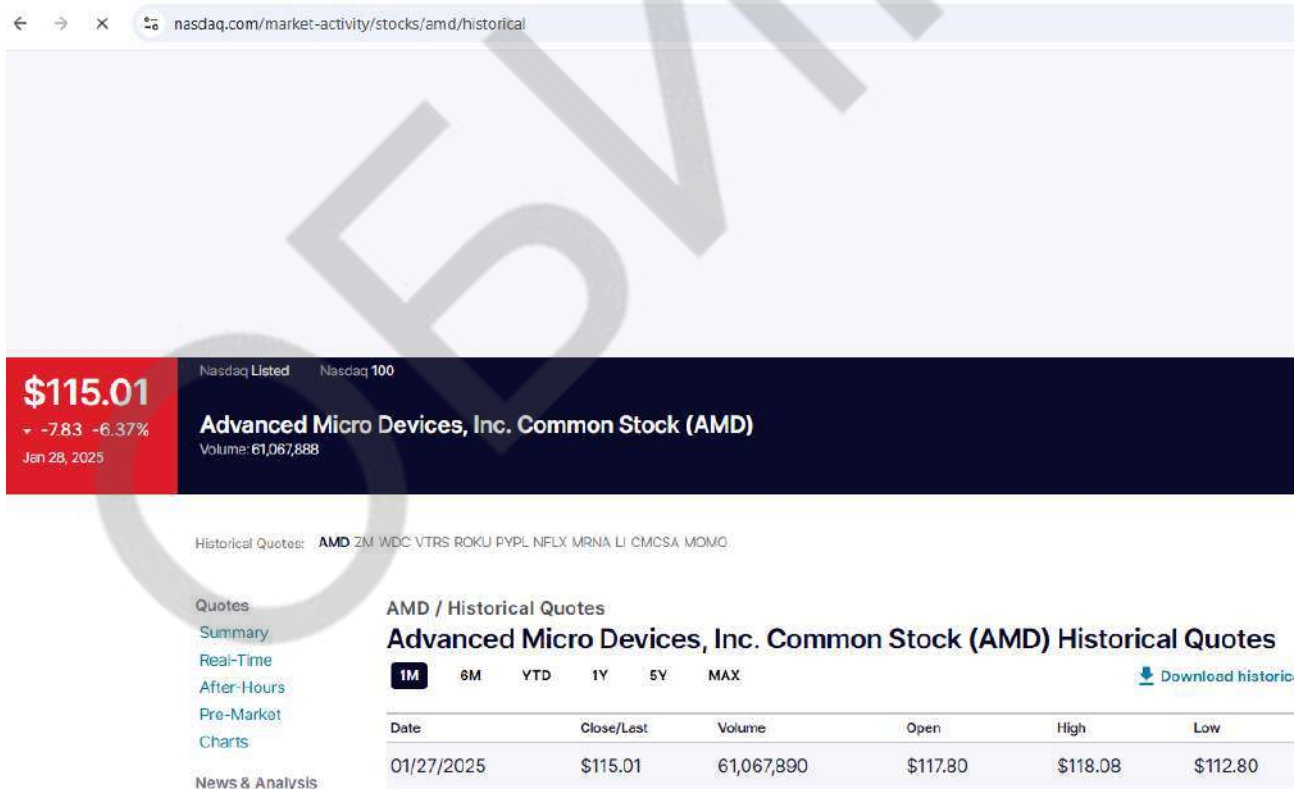 nasdaq.com/market-activity/stocks/amd/historical
$115.01
-7.83 -6.37%
Jan 28, 2025
Nasdaq Listed Nasdaq 100
Advanced Micro Devices, Inc. Common Stock (AMD)
Volume: 61,067,888
Historical Quotes: AMD ZM WDC VTRS ROKU PYPL NFLX MRNA LI CMCSA MOMO
Quotes
Summary
Real-Time
After-Hours
Pre-Market
Charts
News & Analysis
AMD / Historical Quotes
Advanced Micro Devices, Inc. Common Stock (AMD) Historical Quotes
1M 6M YTD 1Y 5Y MAX
Download historic
Date Close/Last Volume Open High Low
01/27/2025 $115.01 61,067,890 $117.80 $118.08 $112.80